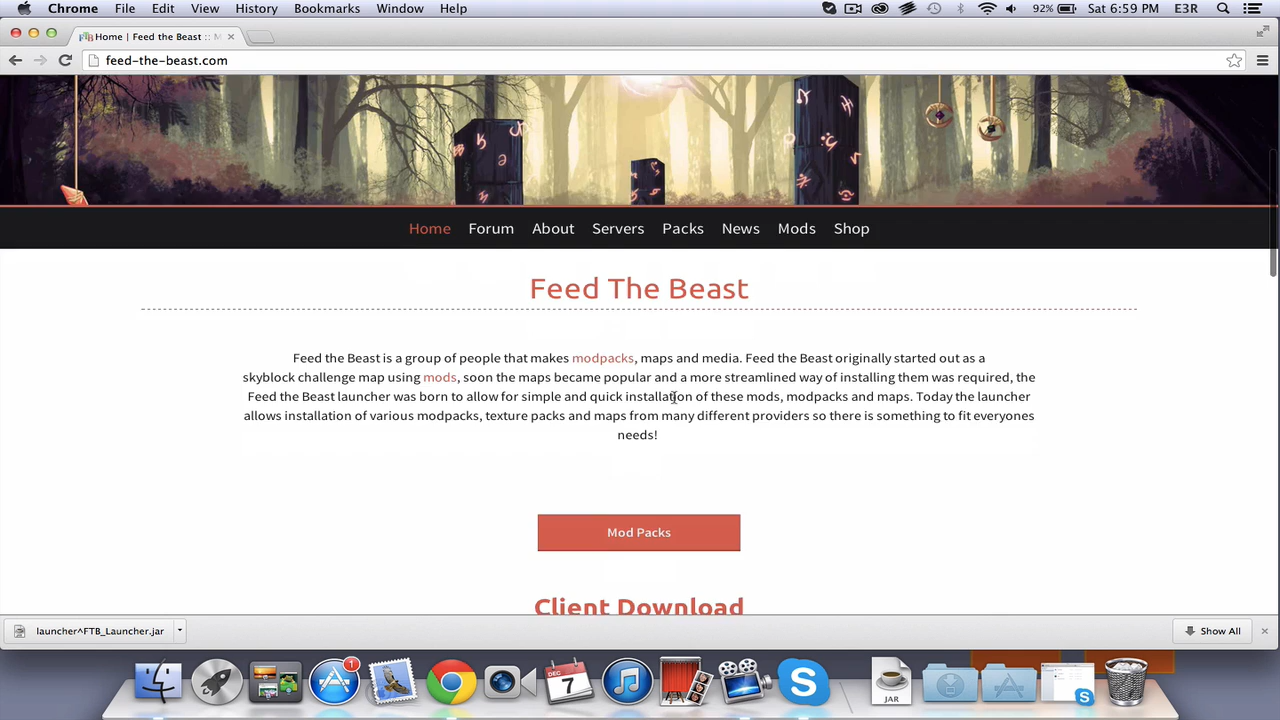 Chrome File Edit View History Bookmarks Window Help 92% Sat 6:59 PM E3R
Home | Feed the Beast :: M
feed-the-beast.com
Home Forum About Servers Packs News Mods Shop
Feed The Beast
Feed the Beast is a group of people that makes modpacks, maps and media. Feed the Beast originally started out as a
skyblock challenge map using mods, soon the maps became popular and a more streamlined way of installing them was required, the
Feed the Beast launcher was born to allow for simple and quick installation of these mods, modpacks and maps. Today the launcher
allows installation of various modpacks, texture packs and maps from many different providers so there is something to fit everyones
needs!
Mod Packs
Client Download
launcher^FTB_Launcher.jar Show All
1
DEC
7
JAR